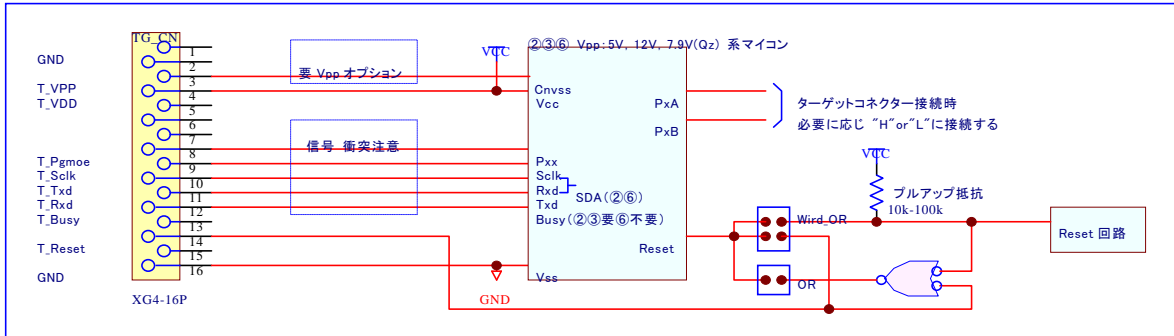 TG_CN
1
GND
2
T_VPP
3
T_VDD
4
5
6
7
8
T_Pgmoe
9
T_Sclk
10
T_Txd
11
T_Rxd
12
T_Busy
13
14
T_Reset
15
16
GND
XG4-16P
要 Vpp オプション
信号 衝突注意
VCC
GND
②③⑥ Vpp:5V, 12V, 7.9V(Qz) 系マイコン
Cnvss
Vcc
PxA
PxB
Pxx
Sclk
Rxd
SDA(②⑥)
Txd
Busy(②③要⑥不要)
Reset
Vss
ターゲットコネクター接続時
必要に応じ "H"or"L"に接続する
VCC
プルアップ抵抗
10k-100k
Wird_OR
OR
Reset 回路